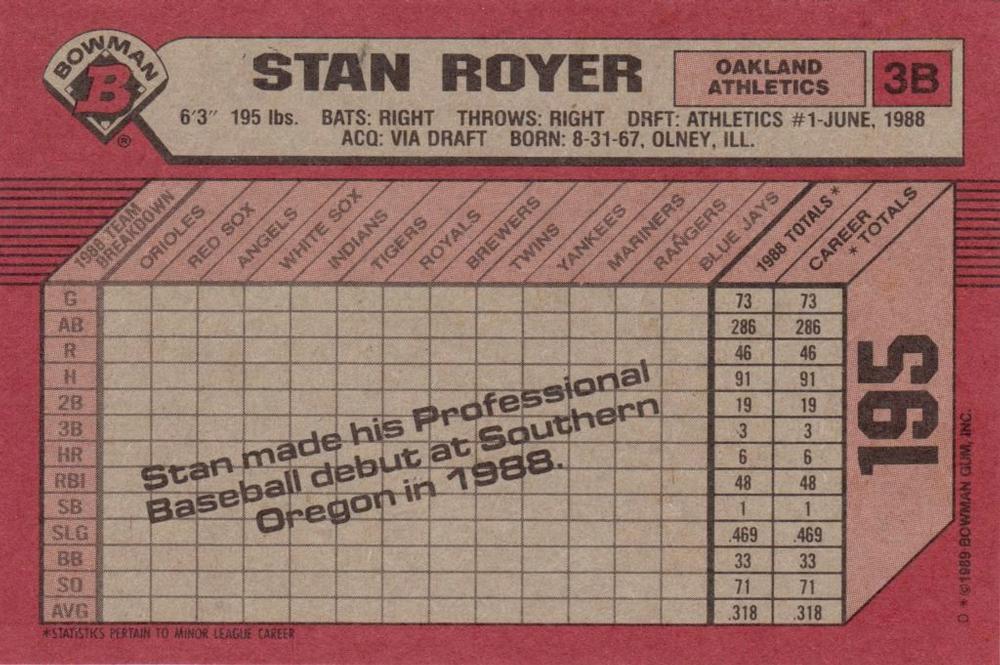 BOWMAN
B
®
STAN ROYER
OAKLAND
ATHLETICS
3B
6'3" 195 lbs. BATS: RIGHT THROWS: RIGHT DRFT: ATHLETICS #1-JUNE, 1988
ACQ: VIA DRAFT BORN: 8-31-67, OLNEY, ILL.
1988 TEAM
BREAKDOWN
ORIOLES
RED SOX
ANGELS
WHITE SOX
INDIANS
TIGERS
ROYALS
BREWERS
TWINS
YANKEES
MARINERS
RANGERS
BLUE JAYS
1988 TOTALS*
CAREER
* TOTALS
G 73 73
AB 286 286
R 46 46
H 91 91
2B 19 19
3B 3 3
HR 6 6
RBI 48 48
SB 1 1
SLG .469 .469
BB 33 33
SO 71 71
AVG .318 .318
Stan made his Professional
Baseball debut at Southern
Oregon in 1988.
195
D *©1989 BOWMAN GUM, INC.
*STATISTICS PERTAIN TO MINOR LEAGUE CAREER